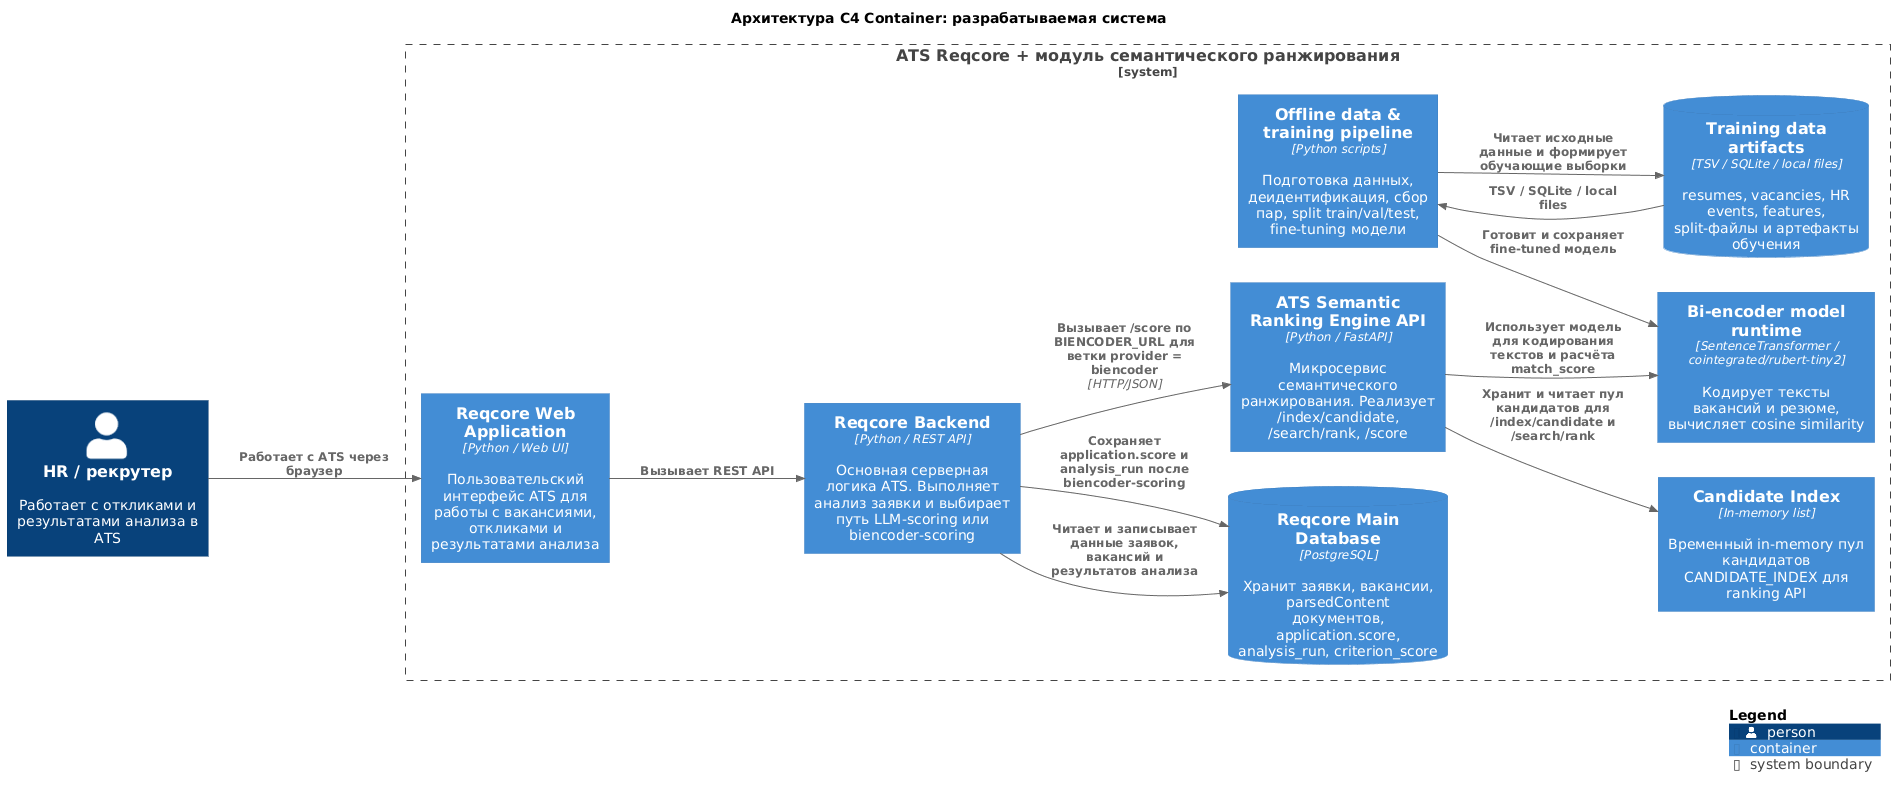 Архитектура C4 Container: разрабатываемая система
ATS Reqcore + модуль семантического ранжирования
[system]
HR / рекрутер
Работает с откликами и
результатами анализа в
ATS
Работает с ATS через
браузер
Reqcore Web
Application
[Python / Web UI]
Пользовательский
интерфейс ATS для
работы с вакансиями,
откликами и
результатами анализа
Вызывает REST API
Reqcore Backend
[Python / REST API]
Основная серверная
логика ATS. Выполняет
анализ заявки и выбирает
путь LLM-scoring или
biencoder-scoring
Вызывает /score по
BIENCODER_URL для
ветки provider =
biencoder
[HTTP/JSON]
Сохраняет
application.score и
analysis_run после
biencoder-scoring
Читает и записывает
данные заявок,
вакансий и
результатов анализа
Offline data &
training pipeline
[Python scripts]
Подготовка данных,
деидентификация, сбор
пар, split train/val/test,
fine-tuning модели
ATS Semantic
Ranking Engine API
[Python / FastAPI]
Микросервис
семантического
ранжирования. Реализует
/index/candidate,
/search/rank, /score
Reqcore Main
Database
[PostgreSQL]
Хранит заявки, вакансии,
parsedContent
документов,
application.score,
analysis_run, criterion_score
Читает исходные
данные и формирует
обучающие выборки
TSV / SQLite / local
files
Готовит и сохраняет
fine-tuned модель
Использует модель
для кодирования
текстов и расчёта
match_score
Хранит и читает пул
кандидатов для
/index/candidate и
/search/rank
Training data
artifacts
[TSV / SQLite / local files]
resumes, vacancies, HR
events, features,
split-файлы и артефакты
обучения
Bi-encoder model
runtime
[SentenceTransformer /
cointegrated/rubert-tiny2]
Кодирует тексты
вакансий и резюме,
вычисляет cosine similarity
Candidate Index
[In-memory list]
Временный in-memory пул
кандидатов
CANDIDATE_INDEX для
ranking API
Legend
person
container
system boundary